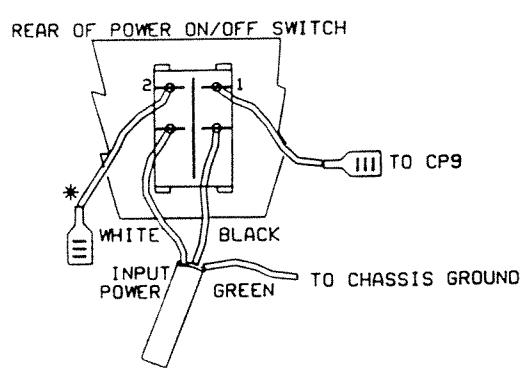 REAR OF POWER ON/OFF SWITCH
2 1
TO CP9
*
WHITE BLACK
INPUT POWER GREEN
TO CHASSIS GROUND